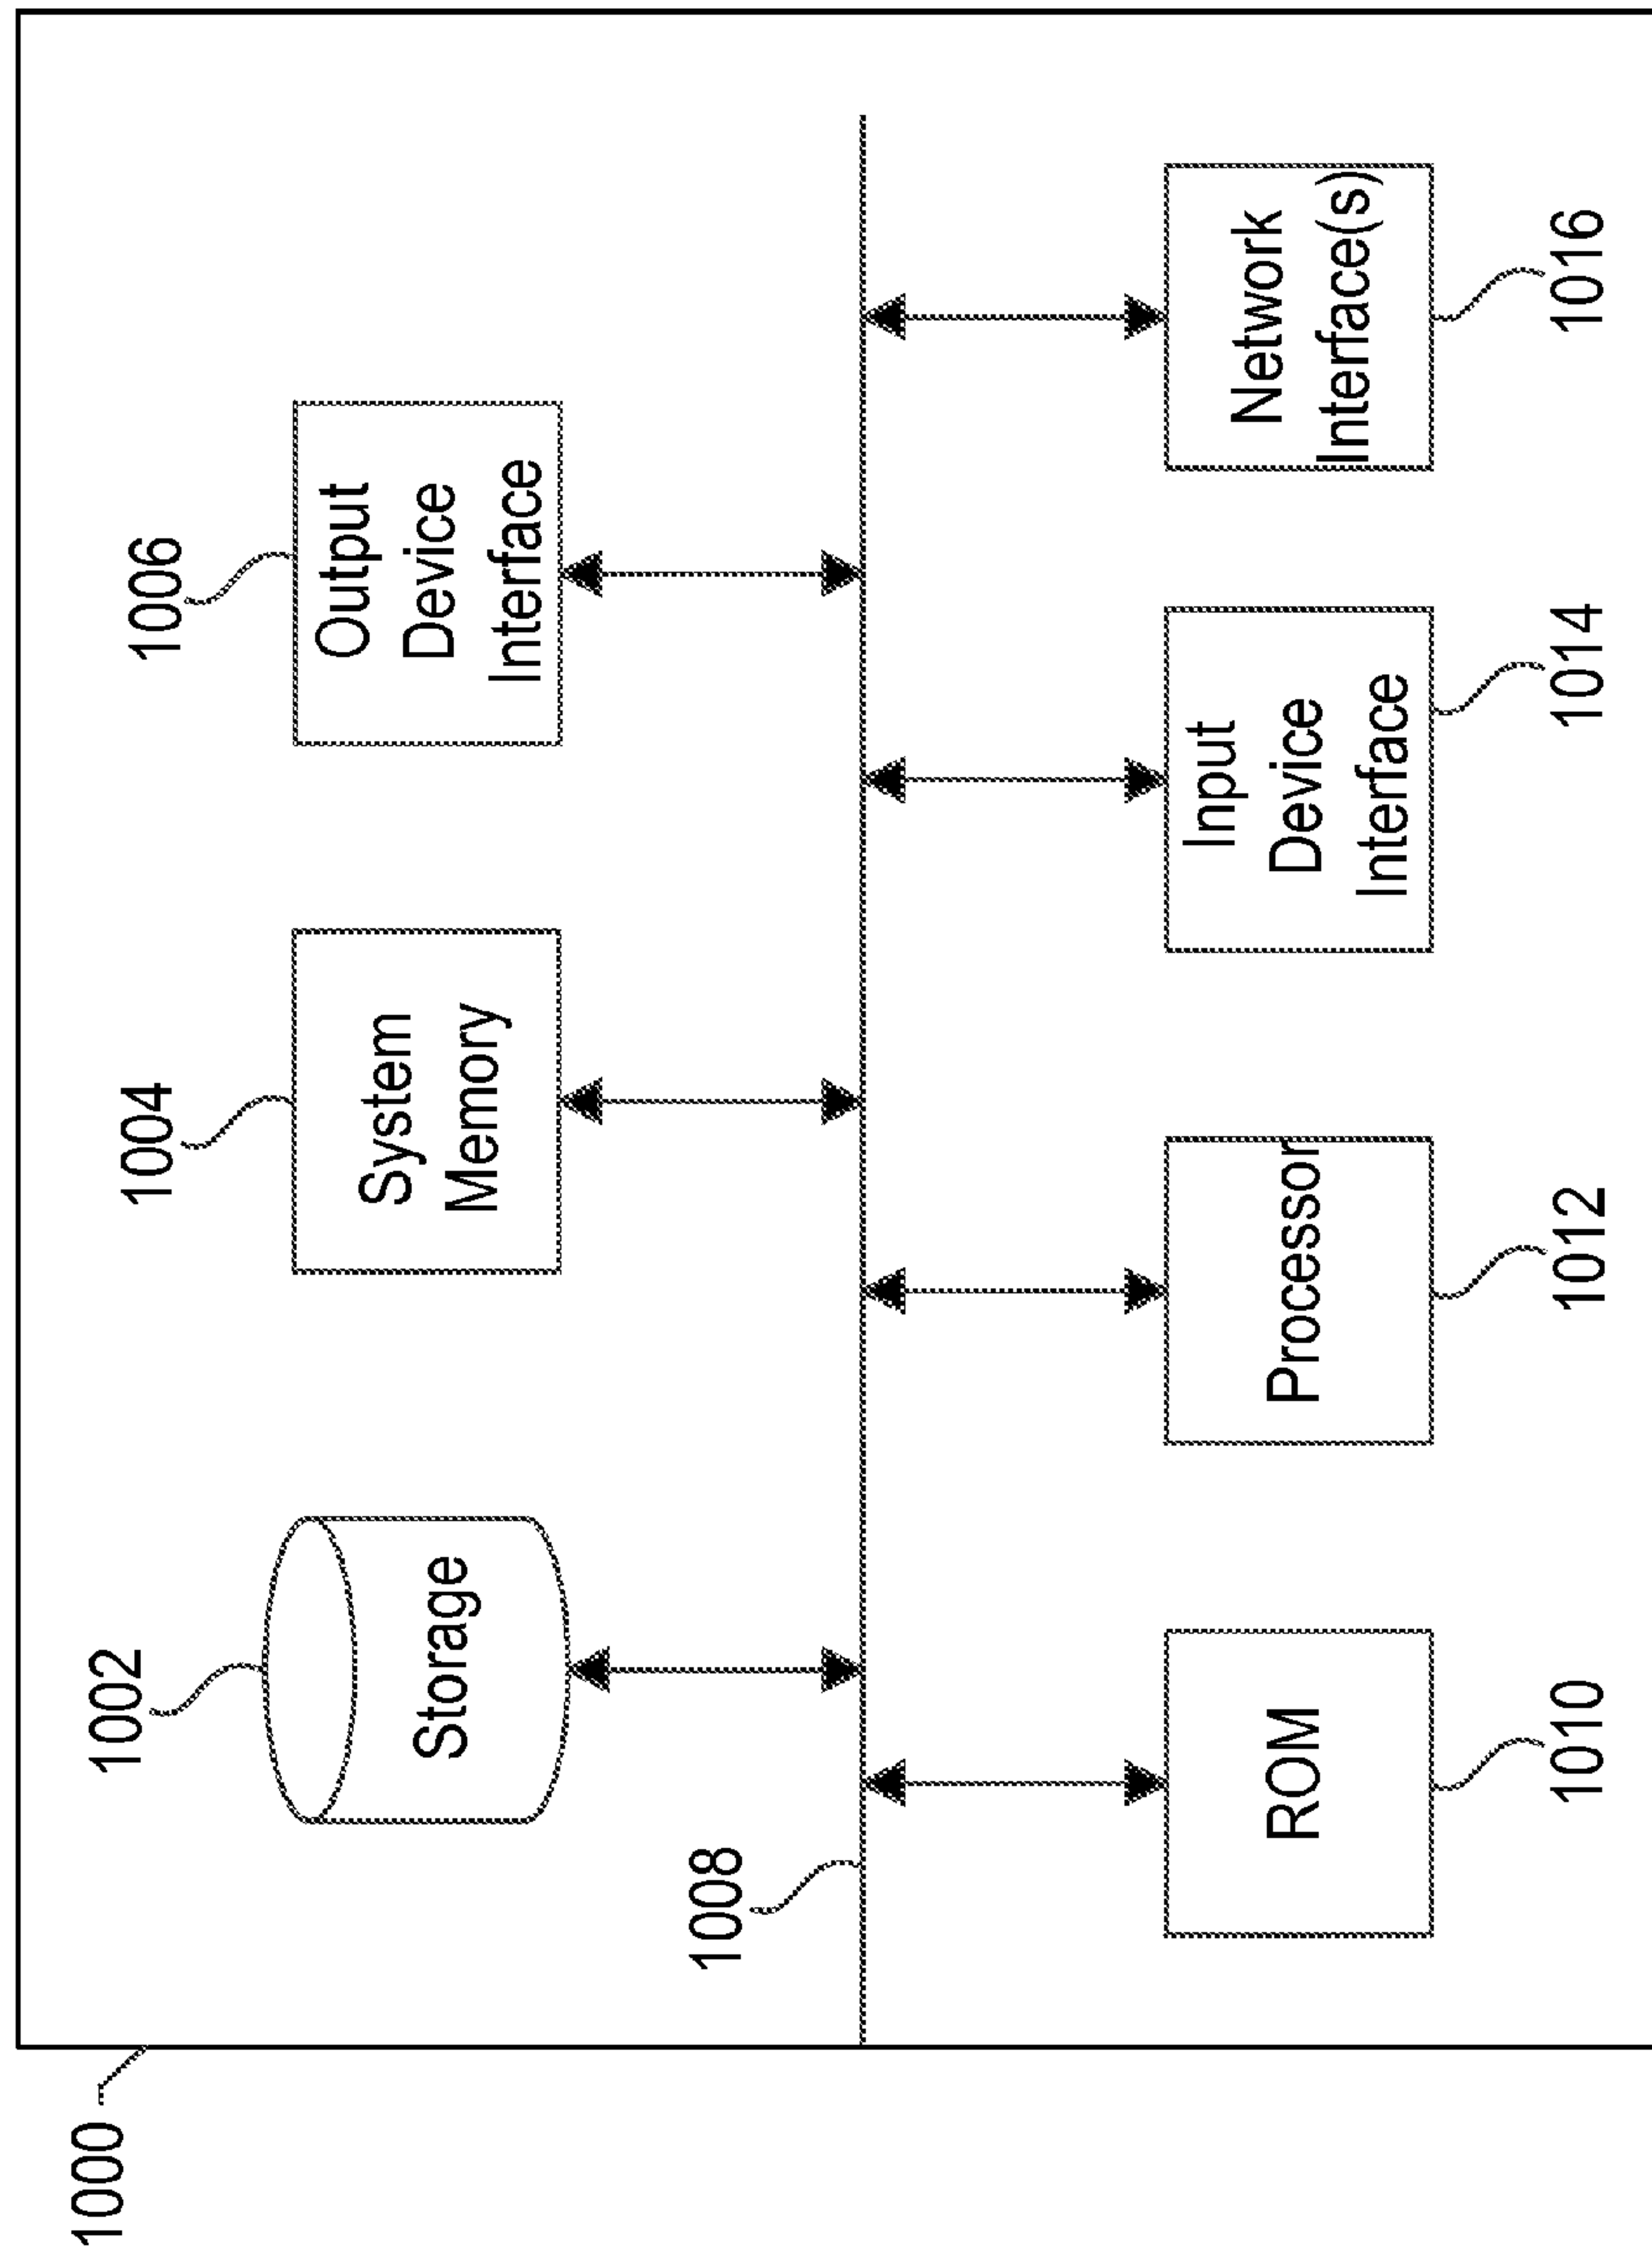 1000
1002
Storage
1004
System
Memory
1006
Output
Device
Interface
1008
ROM
1010
Processor
1012
Input
Device
Interface
1014
Network
Interface(s)
1016